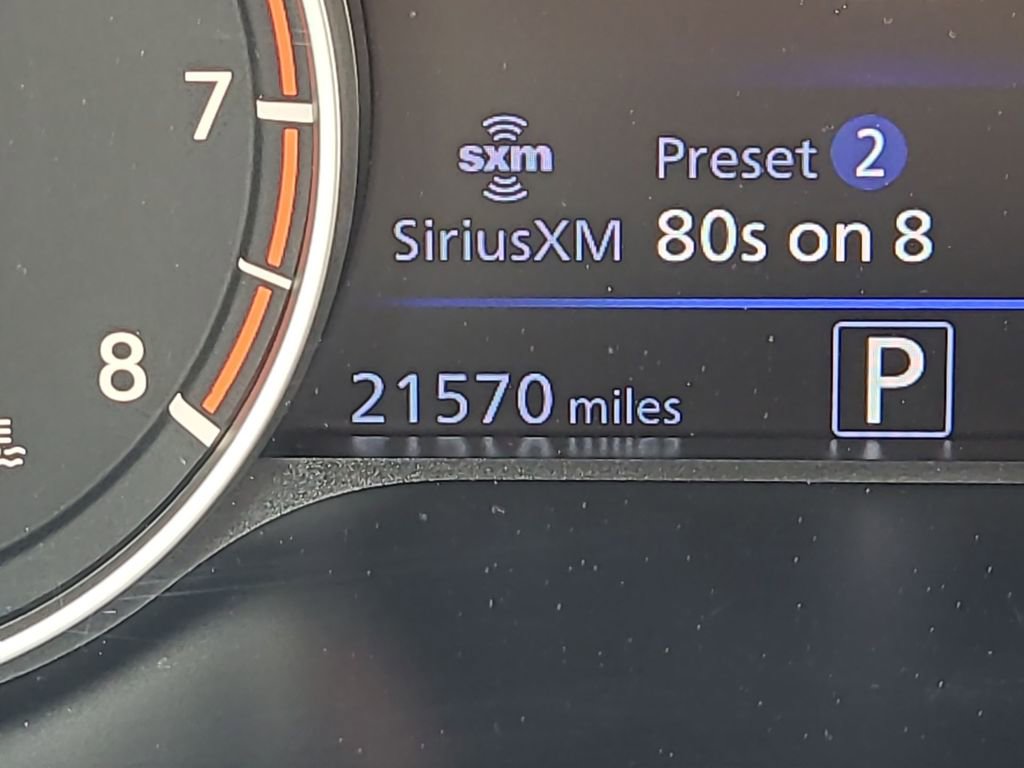 7
sxm
Preset 2
SiriusXM 80s on 8
8
21570 miles
P